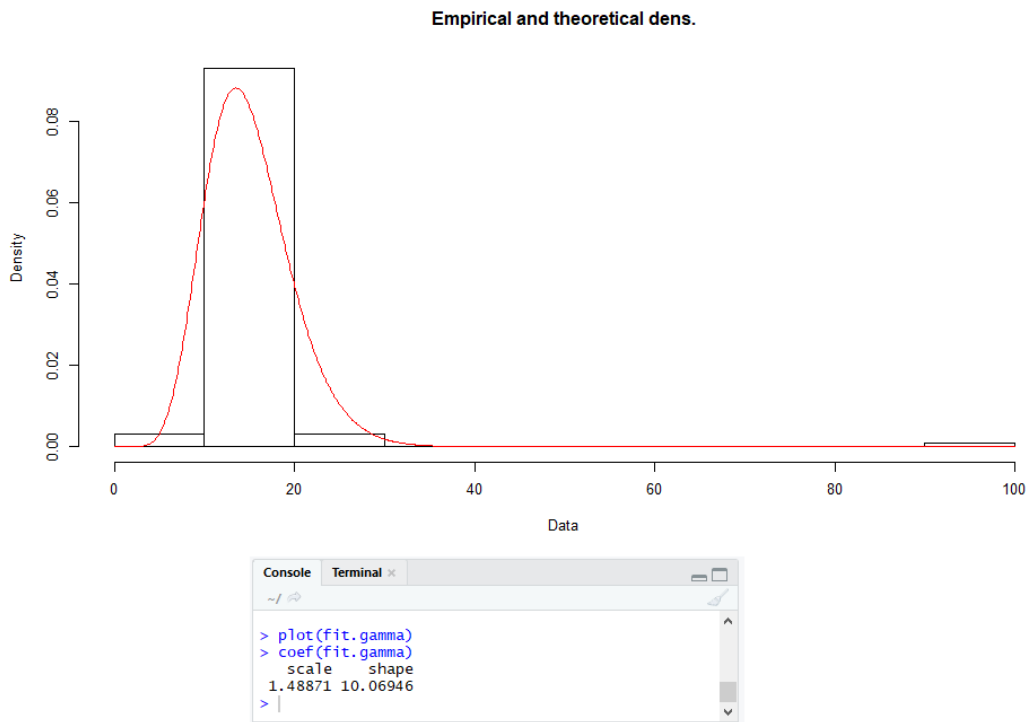 Empirical and theoretical dens.
Density
0.00
0.02
0.04
0.06
0.08
0
20
40
60
80
100
Data
Console Terminal ×
~/
> plot(fit.gamma)
> coef(fit.gamma)
scale shape
1.48871 10.06946
>